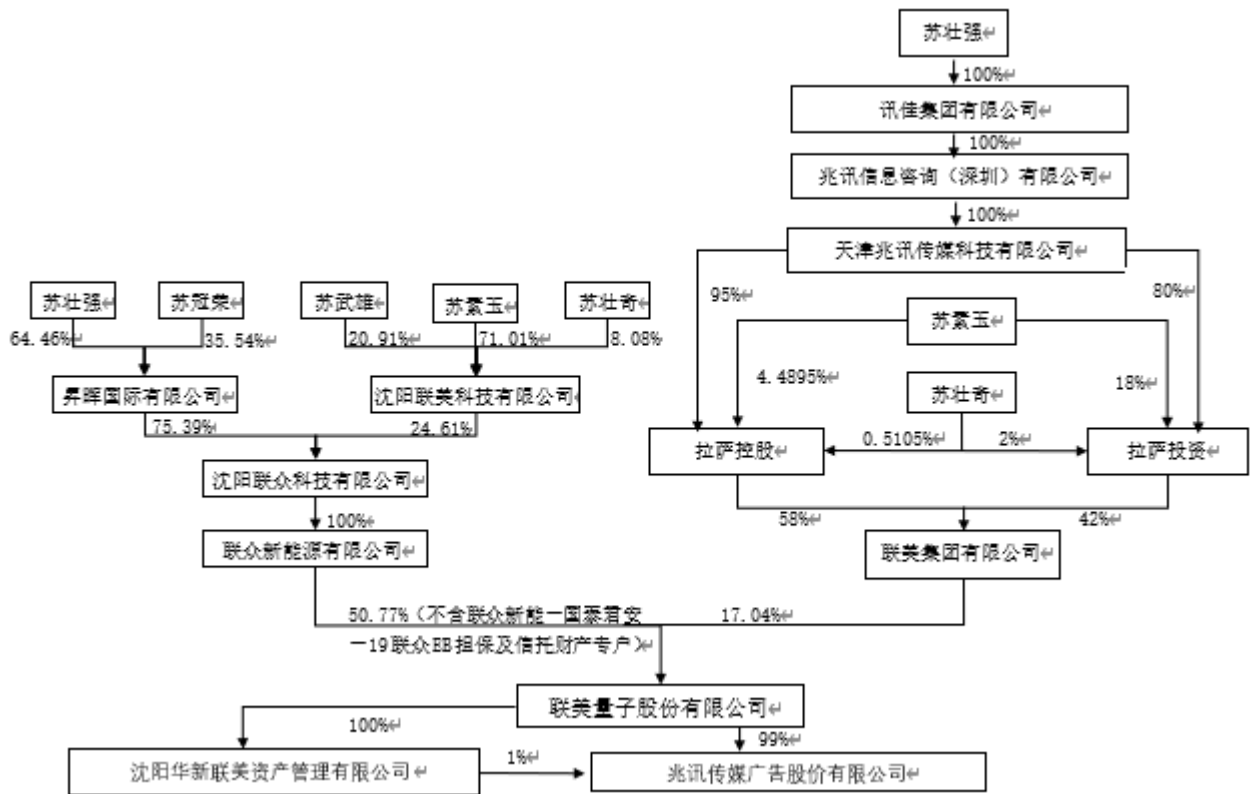 苏壮强
100%
讯佳集团有限公司
100%
兆讯信息咨询（深圳）有限公司
100%
天津兆讯传媒科技有限公司
95%
80%
苏素玉
4.4895%
18%
苏壮奇
0.5105%
2%
拉萨控股
拉萨投资
58%
42%
联美集团有限公司
苏壮强
苏冠荣
苏武雄
苏素玉
苏壮奇
64.46%
35.54%
20.91%
71.01%
8.08%
昇晖国际有限公司
沈阳联美科技有限公司
75.39%
24.61%
沈阳联众科技有限公司
100%
联众新能源有限公司
50.77%（不含联众新能—国泰君安
—19联众EB担保及信托财产专户）
17.04%
联美量子股份有限公司
100%
99%
沈阳华新联美资产管理有限公司
1%
兆讯传媒广告股价有限公司